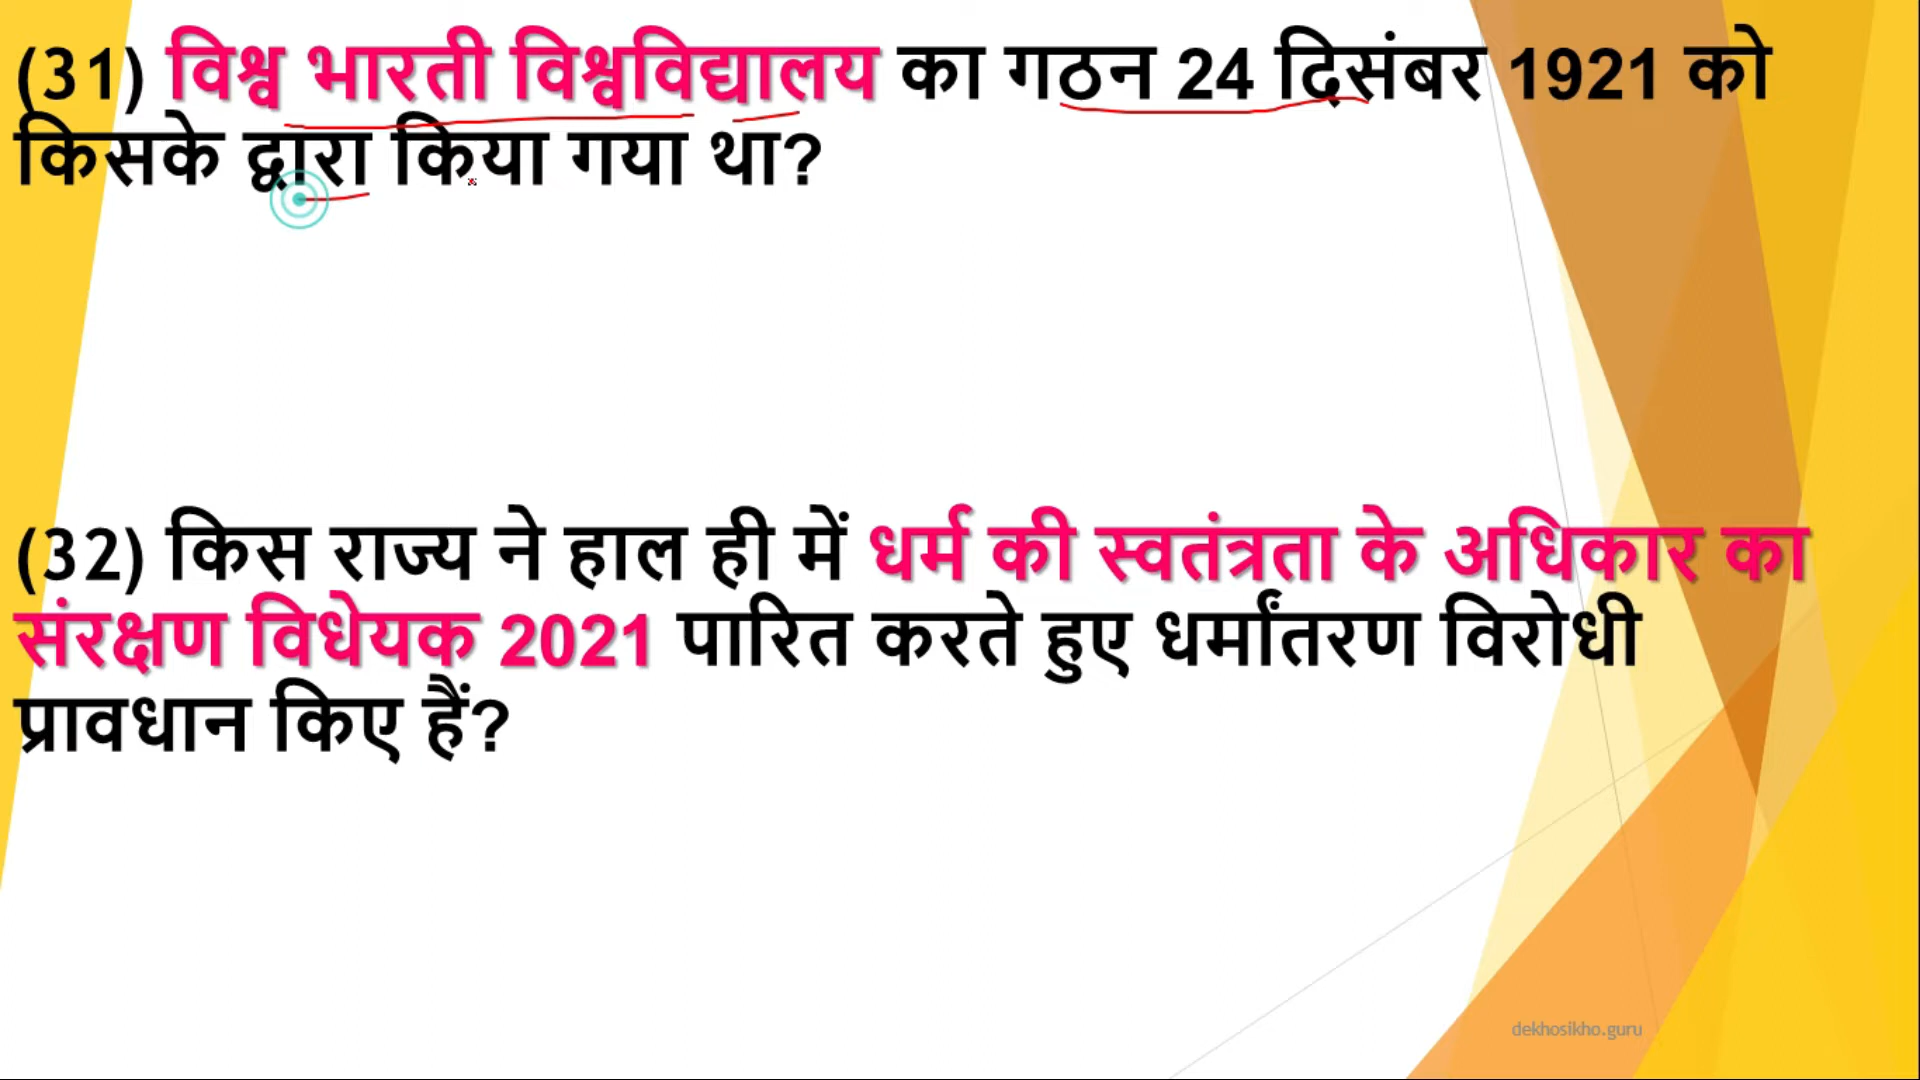 (31) विश्व भारती विश्वविद्यालय का गठन 24 दिसंबर 1921 को
किसके द्वारा किया गया था?
(32) किस राज्य ने हाल ही में धर्म की स्वतंत्रता के अधिकार का
संरक्षण विधेयक 2021 पारित करते हुए धर्मांतरण विरोधी
प्रावधान किए हैं?
dekhosikho.guru